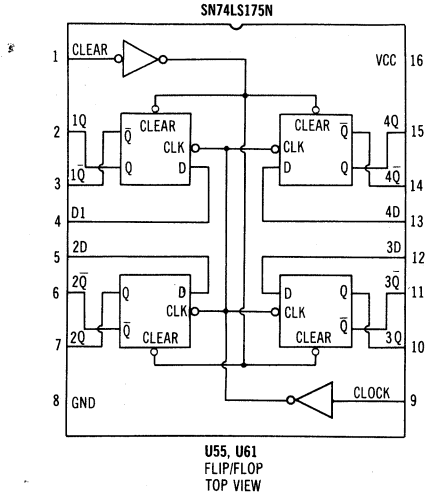 SN74LS175N
1 CLEAR VCC 16
2 1Q CLEAR CLEAR 4Q 15
Q̅ CLK CLK Q̅
3 1Q̅ Q D D Q 4Q̅ 14
4 D1 4D 13
5 2D 3D 12
6 2Q̅ Q D D Q 3Q̅ 11
Q̅ CLK CLK Q̅
7 2Q CLEAR CLEAR 3Q 10
8 GND CLOCK 9
U55, U61
FLIP/FLOP
TOP VIEW